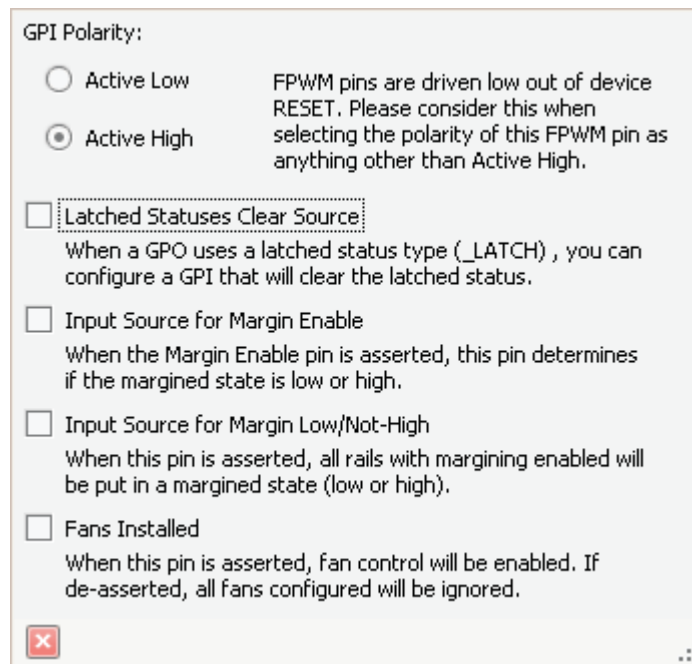 GPI Polarity:
Active Low
FPWM pins are driven low out of device
RESET. Please consider this when
selecting the polarity of this FPWM pin as
anything other than Active High.
Active High
Latched Statuses Clear Source
When a GPO uses a latched status type (_LATCH) , you can
configure a GPI that will clear the latched status.
Input Source for Margin Enable
When the Margin Enable pin is asserted, this pin determines
if the margined state is low or high.
Input Source for Margin Low/Not-High
When this pin is asserted, all rails with margining enabled will
be put in a margined state (low or high).
Fans Installed
When this pin is asserted, fan control will be enabled. If
de-asserted, all fans configured will be ignored.